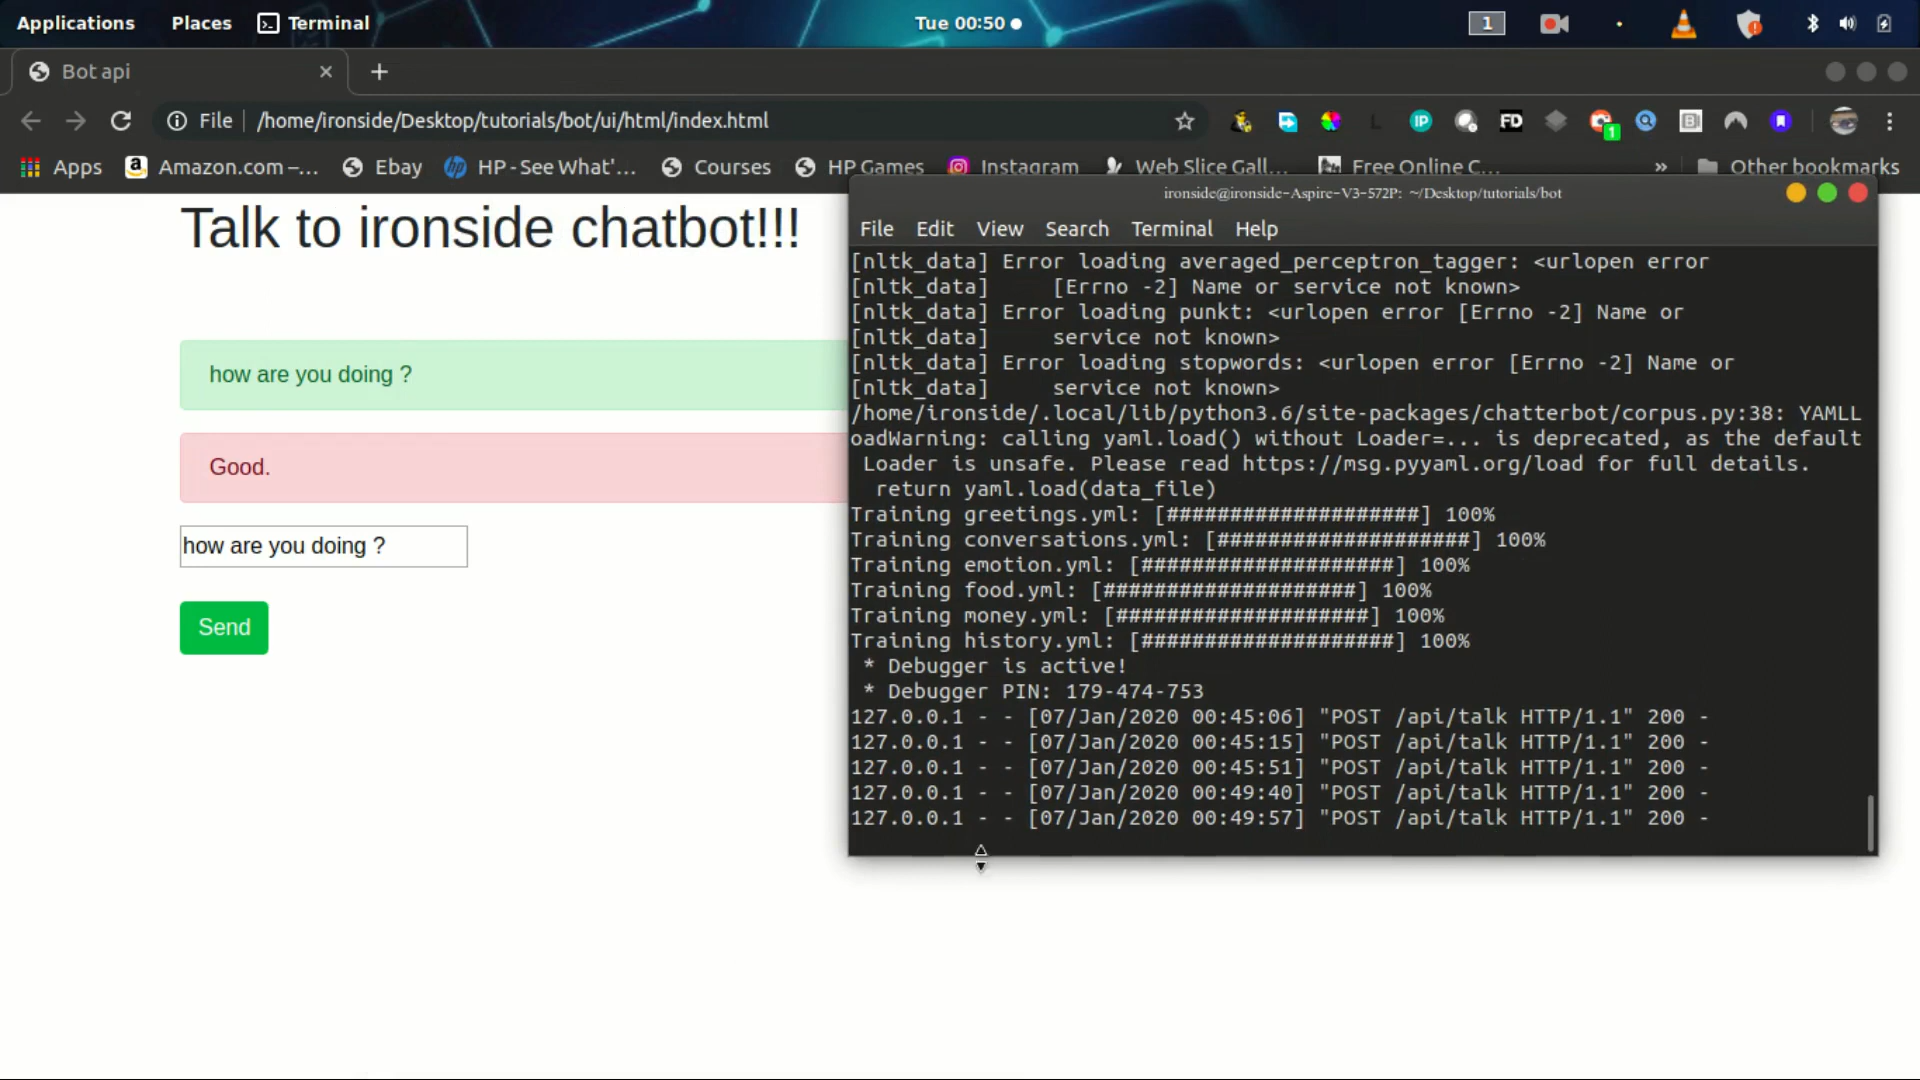 Applications Places Terminal Tue 00:50 1
Bot api
File /home/ironside/Desktop/tutorials/bot/ui/html/index.html L IP FD 1 B
Apps Amazon.com –... Ebay HP - See What'... Courses HP Games Instagram Web Slice Gall... Free Online C... » Other bookmarks
Talk to ironside chatbot!!!
how are you doing ?
Good.
how are you doing ?
Send
ironside@ironside-Aspire-V3-572P: ~/Desktop/tutorials/bot
File Edit View Search Terminal Help
[nltk_data] Error loading averaged_perceptron_tagger: <urlopen error
[nltk_data]     [Errno -2] Name or service not known>
[nltk_data] Error loading punkt: <urlopen error [Errno -2] Name or
[nltk_data]     service not known>
[nltk_data] Error loading stopwords: <urlopen error [Errno -2] Name or
[nltk_data]     service not known>
/home/ironside/.local/lib/python3.6/site-packages/chatterbot/corpus.py:38: YAMLL
oadWarning: calling yaml.load() without Loader=... is deprecated, as the default
 Loader is unsafe. Please read https://msg.pyyaml.org/load for full details.
  return yaml.load(data_file)
Training greetings.yml: [####################] 100%
Training conversations.yml: [####################] 100%
Training emotion.yml: [####################] 100%
Training food.yml: [####################] 100%
Training money.yml: [####################] 100%
Training history.yml: [####################] 100%
 * Debugger is active!
 * Debugger PIN: 179-474-753
127.0.0.1 - - [07/Jan/2020 00:45:06] "POST /api/talk HTTP/1.1" 200 -
127.0.0.1 - - [07/Jan/2020 00:45:15] "POST /api/talk HTTP/1.1" 200 -
127.0.0.1 - - [07/Jan/2020 00:45:51] "POST /api/talk HTTP/1.1" 200 -
127.0.0.1 - - [07/Jan/2020 00:49:40] "POST /api/talk HTTP/1.1" 200 -
127.0.0.1 - - [07/Jan/2020 00:49:57] "POST /api/talk HTTP/1.1" 200 -